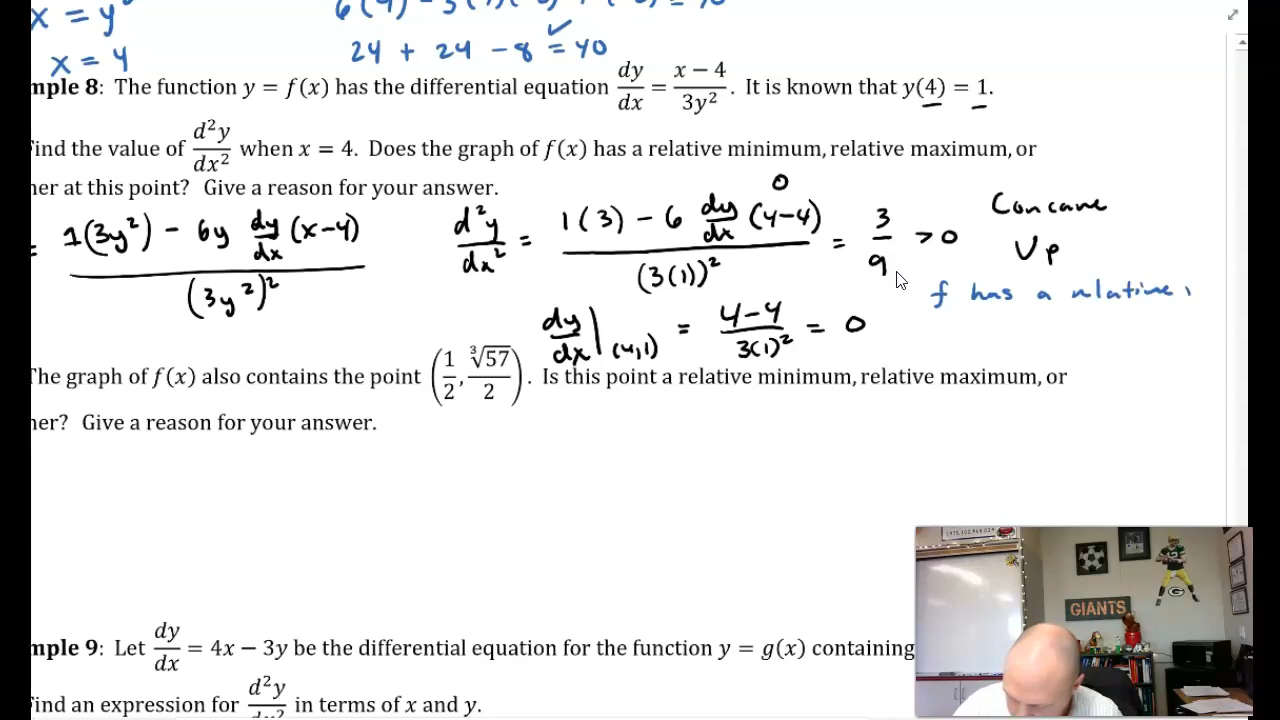 x = y
6(4) - 3
x = 4
24 + 24 - 8 = 40
mple 8: The function y = f(x) has the differential equation dy/dx = (x − 4)/(3y²). It is known that y(4) = 1.
Find the value of d²y/dx² when x = 4. Does the graph of f(x) has a relative minimum, relative maximum, or
her at this point? Give a reason for your answer.
= (1(3y²) - 6y dy/dx (x-4))/(3y²)²
d²y/dx² = (1(3) - 6 dy/dx (4-4))/(3(1))² = 3/9 > 0
0
Concave
Up
f has a relative
dy/dx|(4,1) = (4-4)/(3(1)²) = 0
The graph of f(x) also contains the point (1/2, ∛57/2). Is this point a relative minimum, relative maximum, or
her? Give a reason for your answer.
GIANTS
G
mple 9: Let dy/dx = 4x − 3y be the differential equation for the function y = g(x) containing
Find an expression for d²y/dx² in terms of x and y.